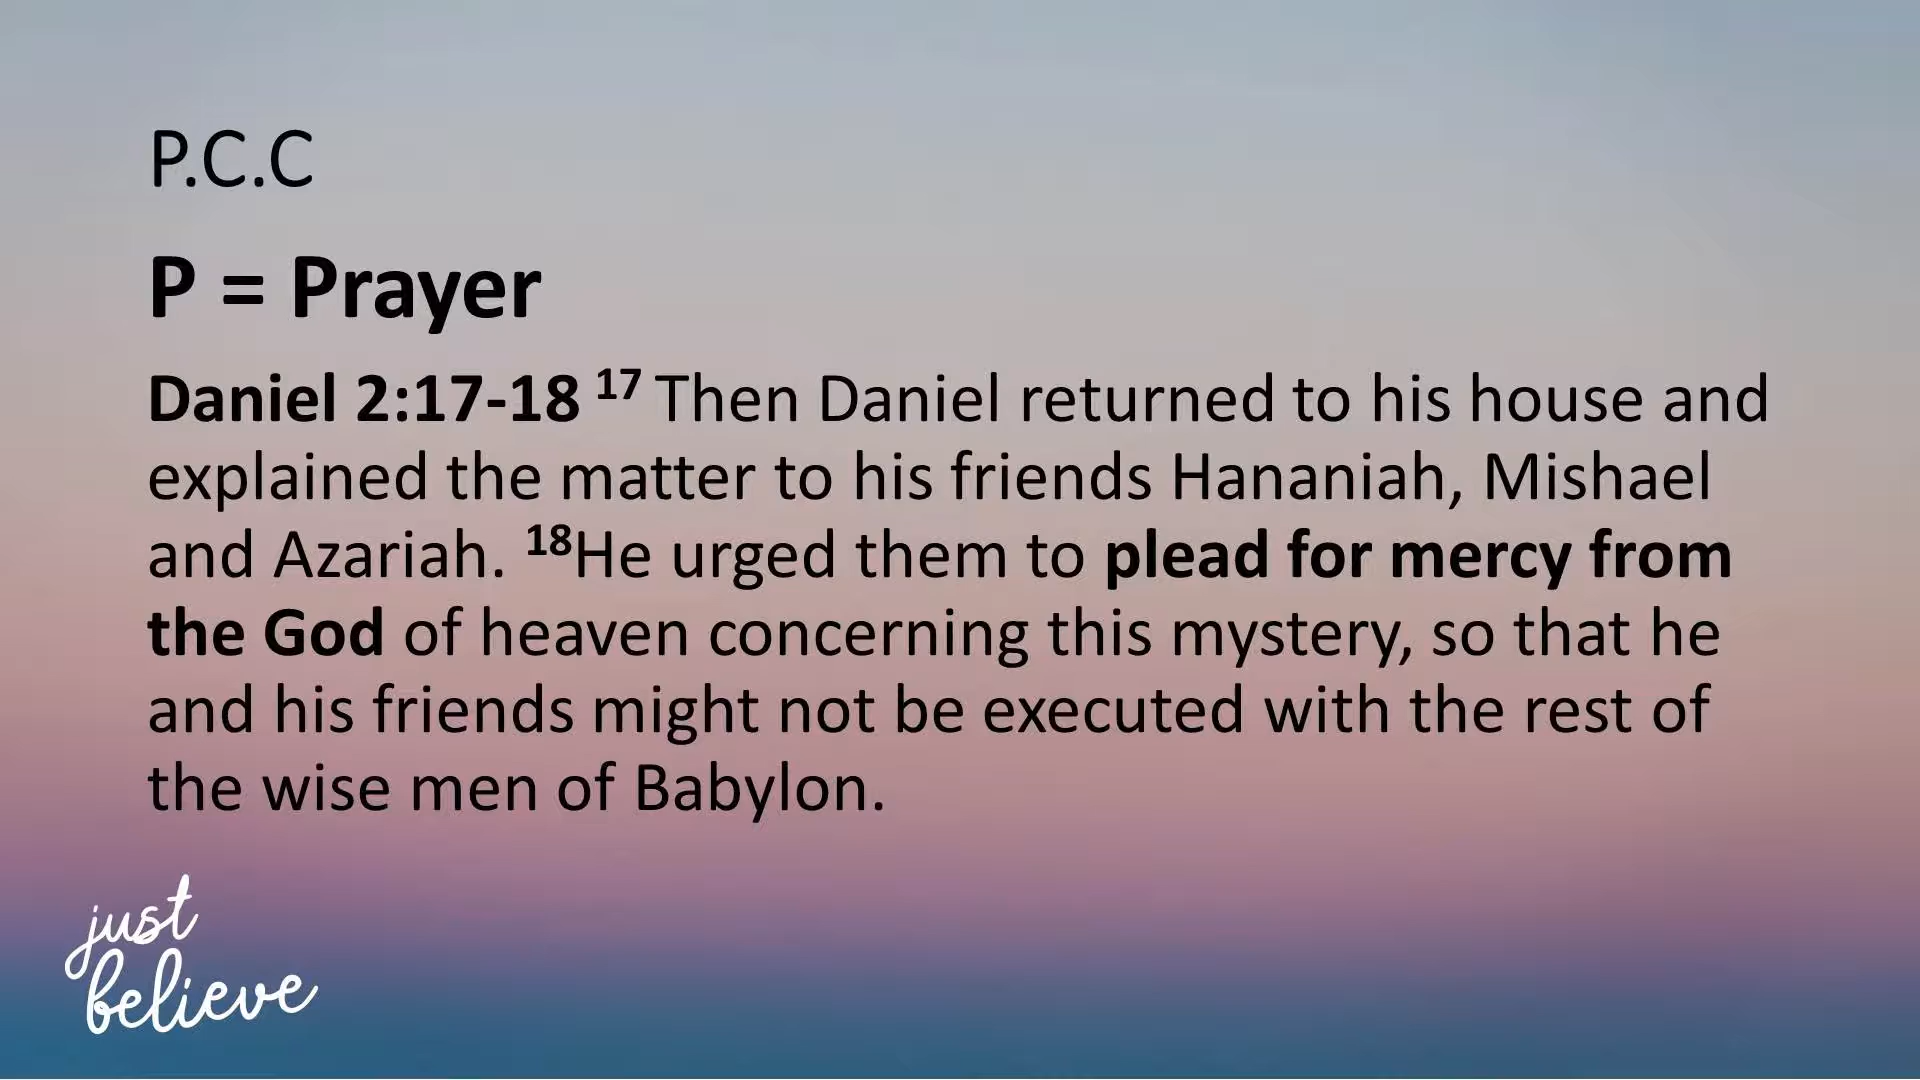 P.C.C
P = Prayer
Daniel 2:17-18 17 Then Daniel returned to his house and
explained the matter to his friends Hananiah, Mishael
and Azariah. 18He urged them to plead for mercy from
the God of heaven concerning this mystery, so that he
and his friends might not be executed with the rest of
the wise men of Babylon.
just
believe